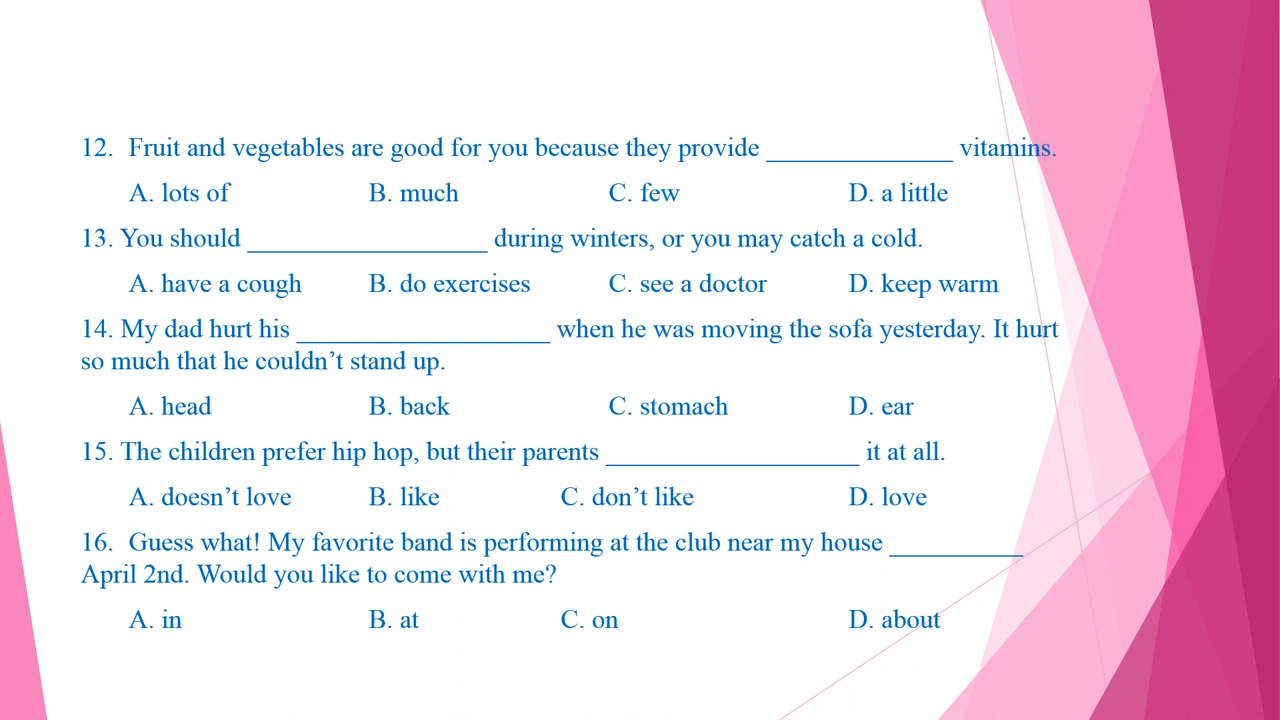 12. Fruit and vegetables are good for you because they provide ______________ vitamins.
A. lots of B. much C. few D. a little
13. You should __________________ during winters, or you may catch a cold.
A. have a cough B. do exercises C. see a doctor D. keep warm
14. My dad hurt his ___________________ when he was moving the sofa yesterday. It hurt
so much that he couldn’t stand up.
A. head B. back C. stomach D. ear
15. The children prefer hip hop, but their parents ___________________ it at all.
A. doesn’t love B. like C. don’t like D. love
16. Guess what! My favorite band is performing at the club near my house __________
April 2nd. Would you like to come with me?
A. in B. at C. on D. about